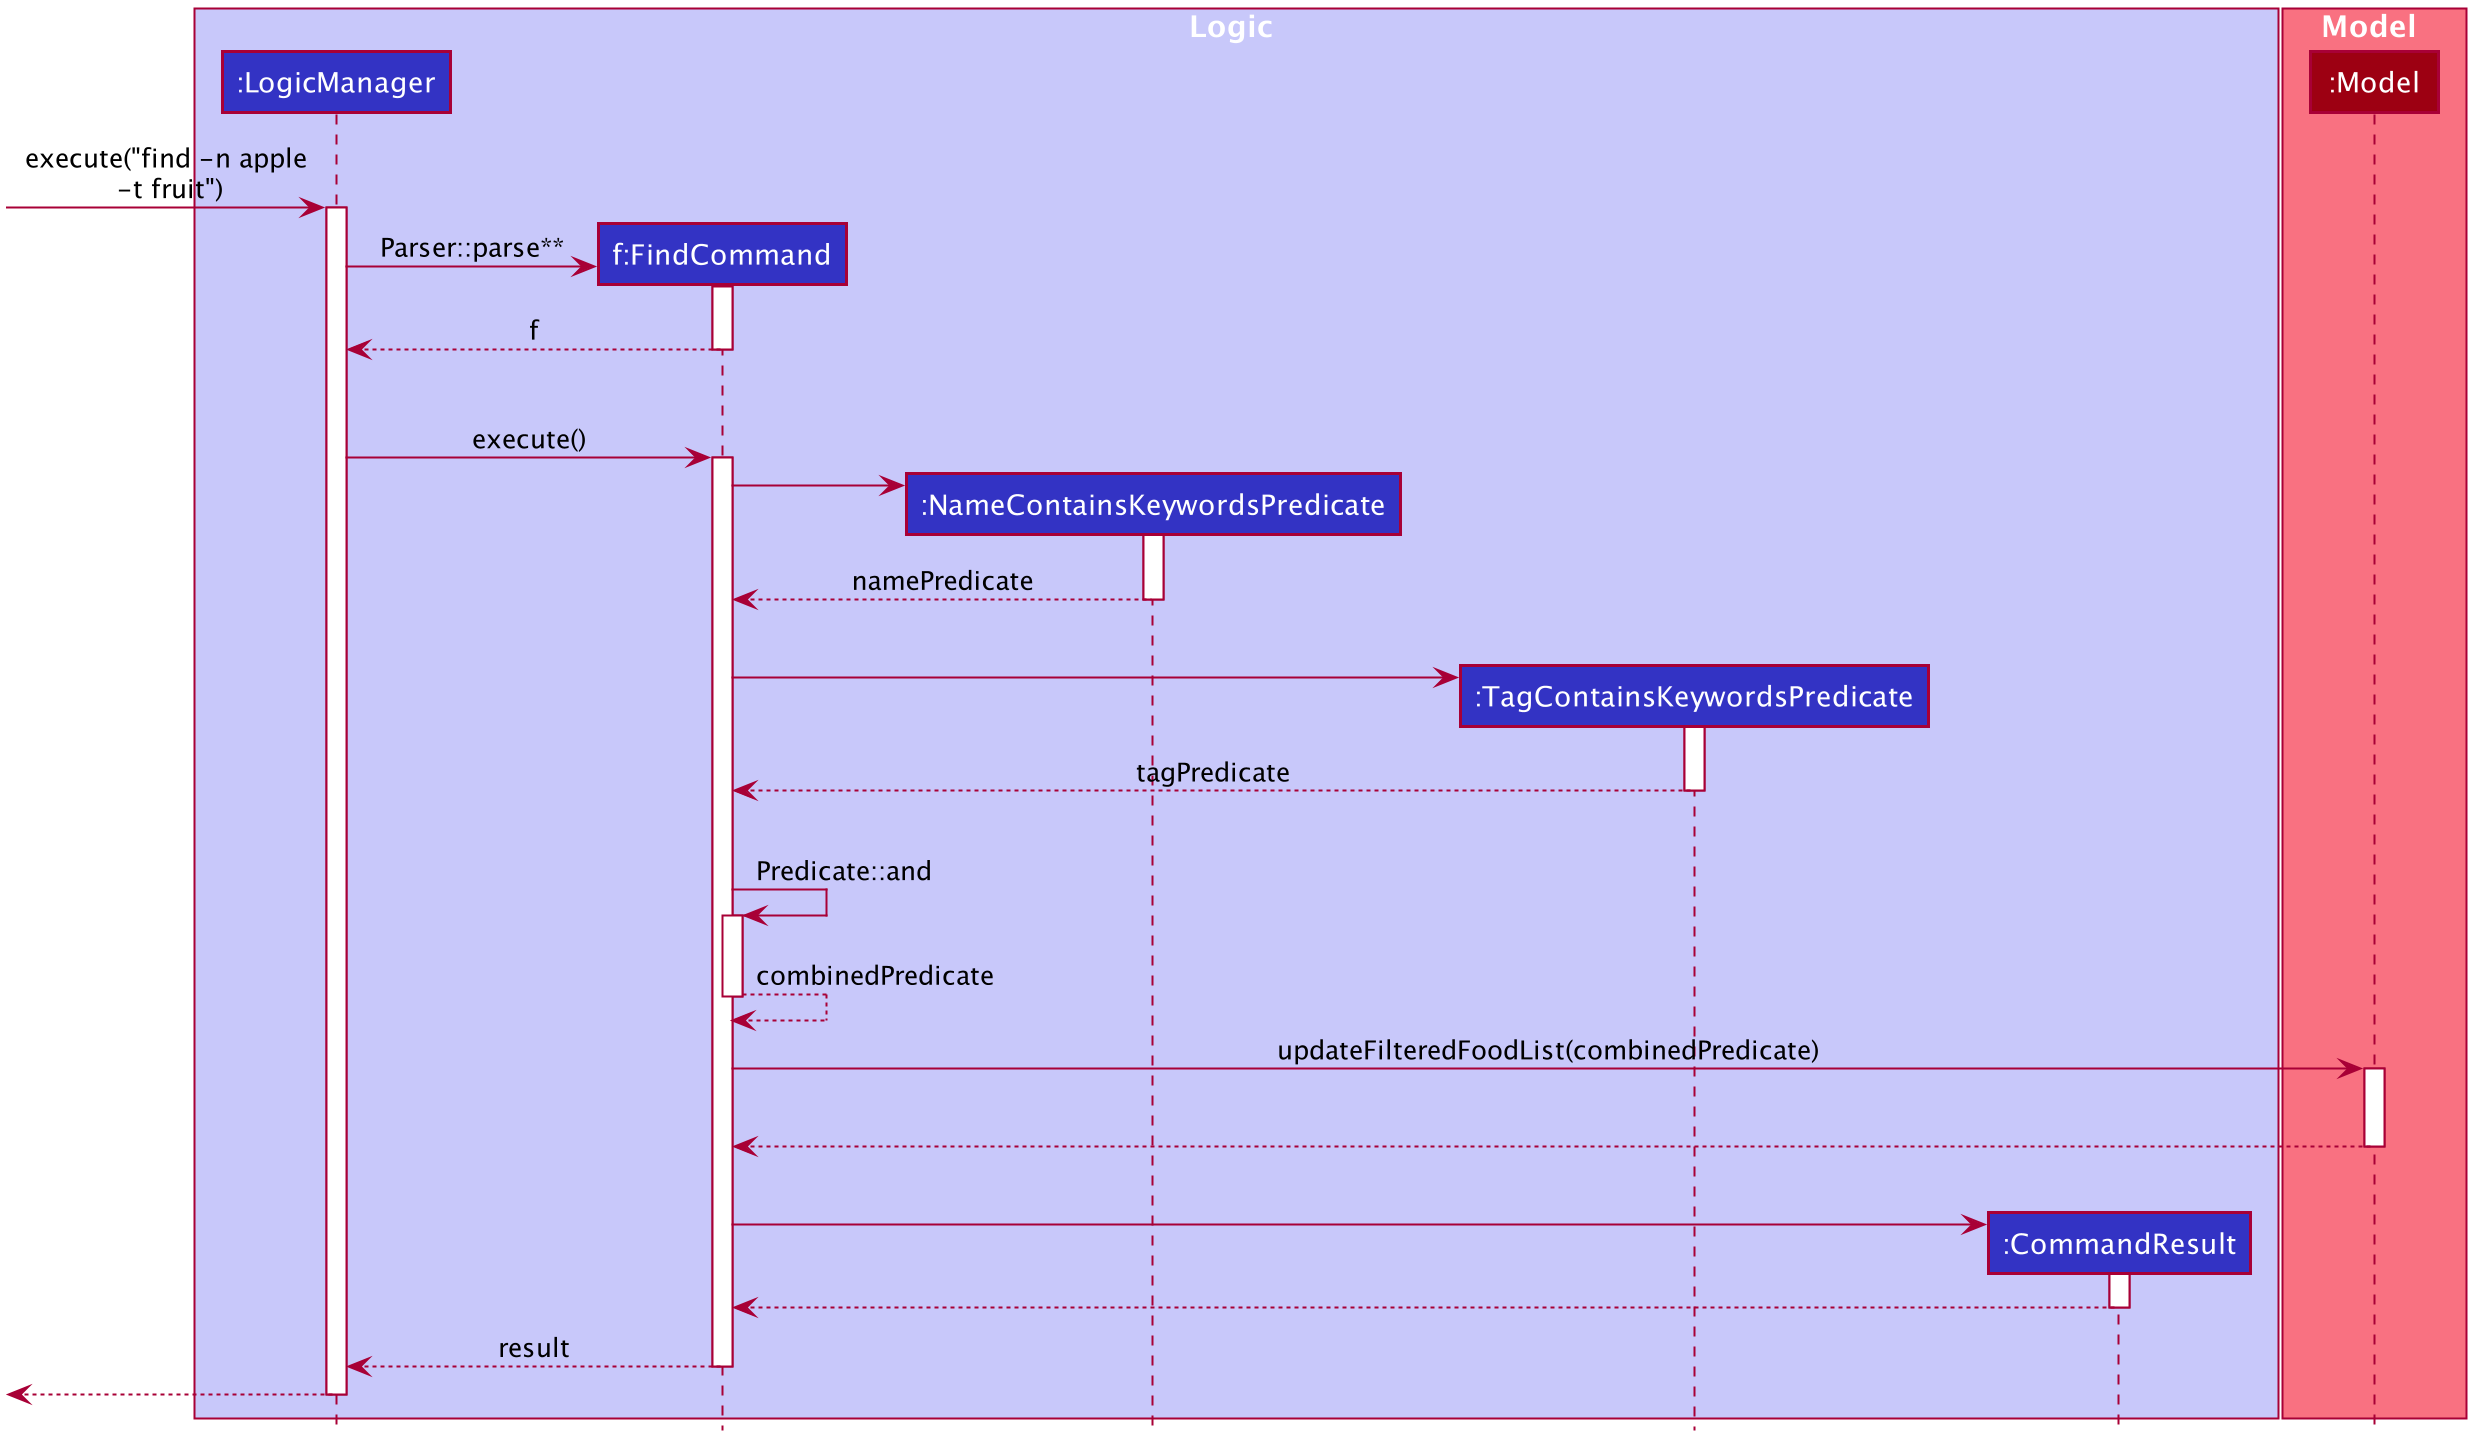 Logic
Model
:LogicManager
:Model
execute("find -n apple
-t fruit")
Parser::parse**
f:FindCommand
f
execute()
:NameContainsKeywordsPredicate
namePredicate
:TagContainsKeywordsPredicate
tagPredicate
Predicate::and
combinedPredicate
updateFilteredFoodList(combinedPredicate)
:CommandResult
result